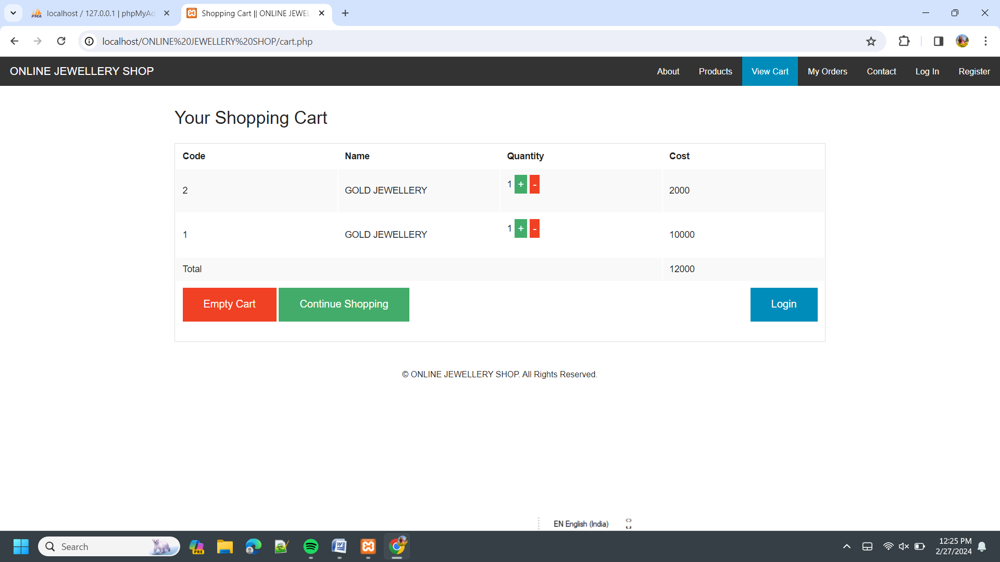 localhost / 127.0.0.1 | phpMyAd
Shopping Cart || ONLINE JEWEL
localhost/ONLINE%20JEWELLERY%20SHOP/cart.php
ONLINE JEWELLERY SHOP
About Products View Cart My Orders Contact Log In Register
Your Shopping Cart
Code Name Quantity Cost
2 GOLD JEWELLERY 1 + - 2000
1 GOLD JEWELLERY 1 + - 10000
Total 12000
Empty Cart Continue Shopping Login
© ONLINE JEWELLERY SHOP. All Rights Reserved.
EN English (India)
Search
PRE
12:25 PM
2/27/2024